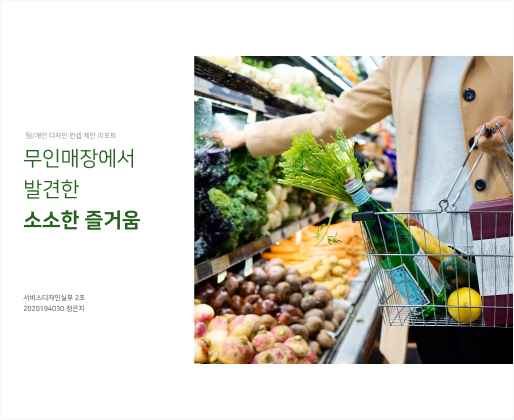 팀/개인 디자인 컨셉 제안 리포트
무인매장에서
발견한
소소한 즐거움
서비스디자인실무 2조
2020194030 정은지